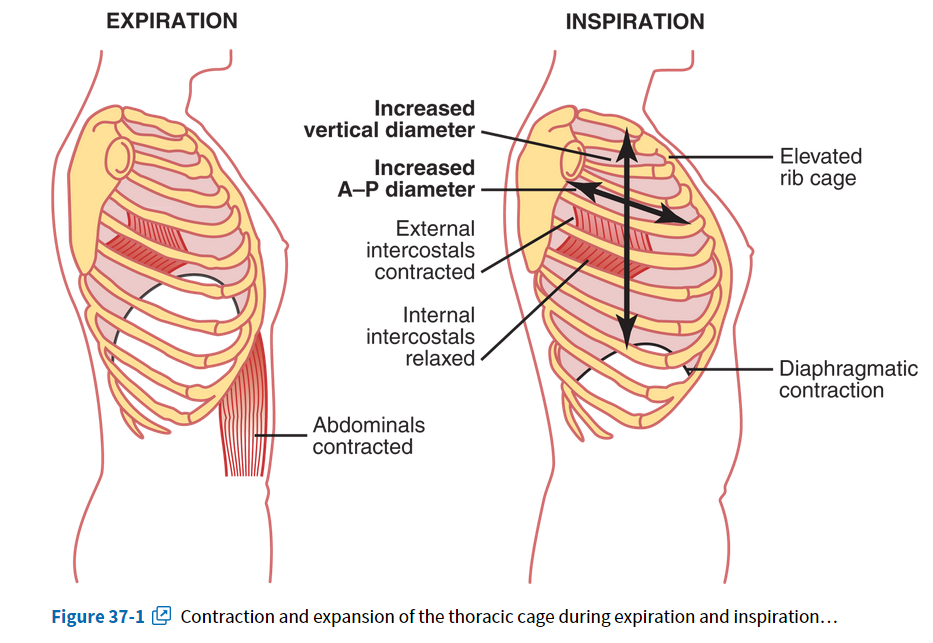 EXPIRATION
INSPIRATION
Increased
vertical diameter
Increased
A–P diameter
External
intercostals
contracted
Internal
intercostals
relaxed
Elevated
rib cage
Diaphragmatic
contraction
Abdominals
contracted
Figure 37-1 Contraction and expansion of the thoracic cage during expiration and inspiration…